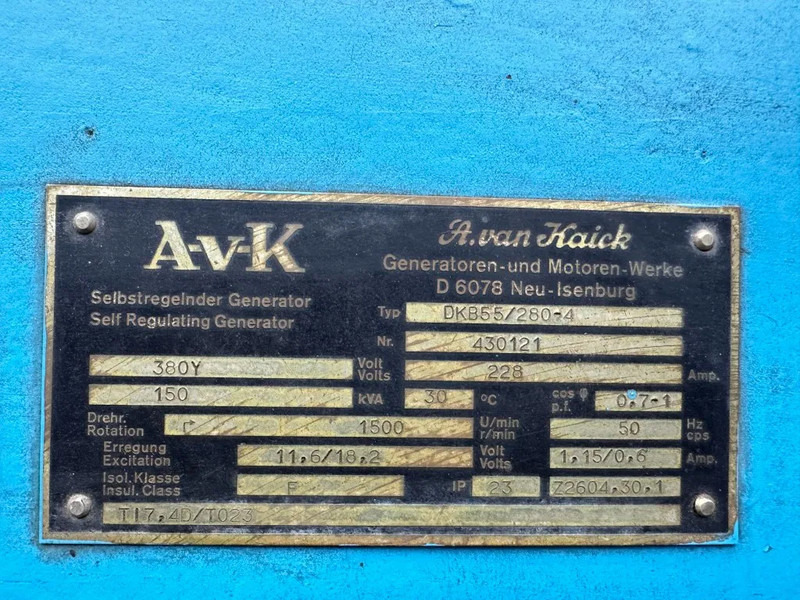 A-v-K
A. van Kaick
Generatoren-und Motoren-Werke
D 6078 Neu-Isenburg
Selbstregelnder Generator
Self Regulating Generator
Typ DKB55/280-4
Nr. 430121
380Y Volt Volts 228 Amp.
150 kVA 30 °C cos φ p.f. 0,7-1
Drehr. Rotation 1500 U/min r/min 50 Hz cps
Erregung Excitation 11,6/18,2 Volt Volts 1,15/0,6 Amp.
Isol. Klasse Insul. Class F IP 23 Z2604.30.1
TI7,4D/T023